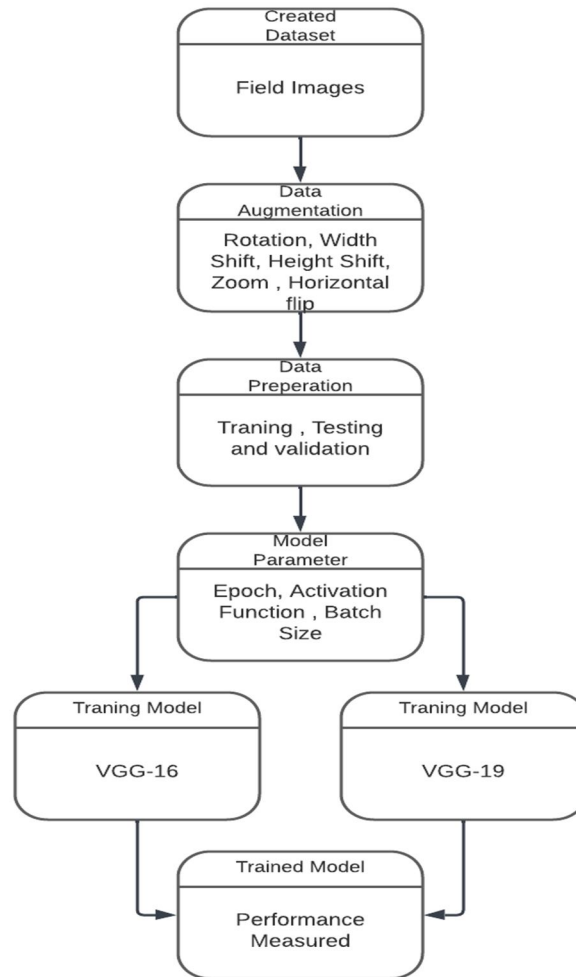 Created
Dataset
Field Images
Data
Augmentation
Rotation, Width
Shift, Height Shift,
Zoom , Horizontal
flip
Data
Preperation
Traning , Testing
and validation
Model
Parameter
Epoch, Activation
Function , Batch
Size
Traning Model
VGG-16
Traning Model
VGG-19
Trained Model
Performance
Measured